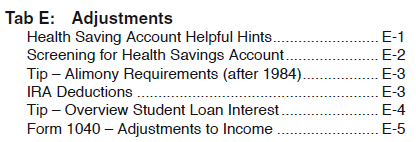 Tab E: Adjustments
Health Saving Account Helpful Hints........................... E-1
Screening for Health Savings Account........................ E-2
Tip – Alimony Requirements (after 1984)................... E-3
IRA Deductions ............................................................ E-3
Tip – Overview Student Loan Interest......................... E-4
Form 1040 – Adjustments to Income .......................... E-5